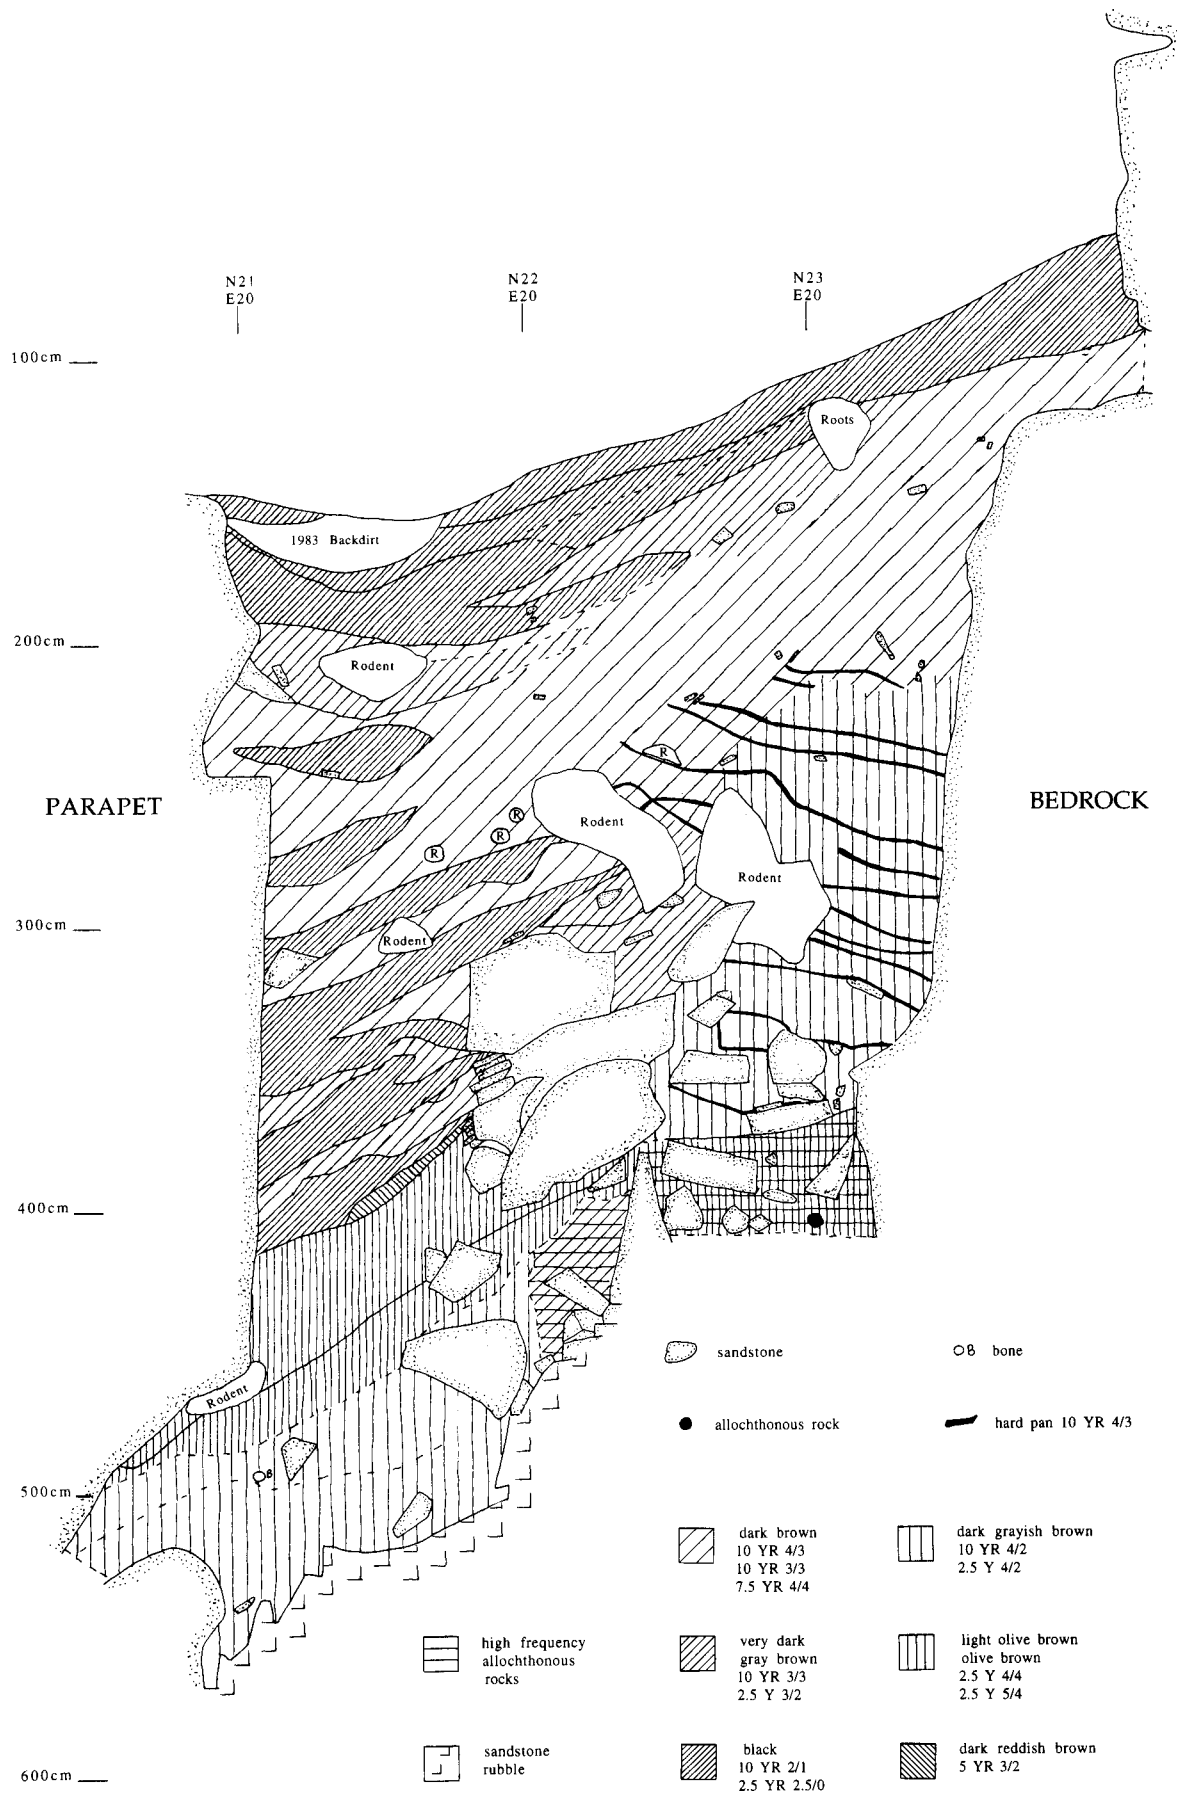 N21
E20
N22
E20
N23
E20
100cm
Roots
1983 Backdirt
200cm
Rodent
R
PARAPET
BEDROCK
Rodent
R
R
R
Rodent
300cm
Rodent
400cm
Rodent
B
500cm
sandstone
B bone
allochthonous rock
hard pan 10 YR 4/3
dark brown
10 YR 4/3
10 YR 3/3
7.5 YR 4/4
dark grayish brown
10 YR 4/2
2.5 Y 4/2
high frequency
allochthonous
rocks
very dark
gray brown
10 YR 3/3
2.5 Y 3/2
light olive brown
olive brown
2.5 Y 4/4
2.5 Y 5/4
sandstone
rubble
black
10 YR 2/1
2.5 YR 2.5/0
dark reddish brown
5 YR 3/2
600cm